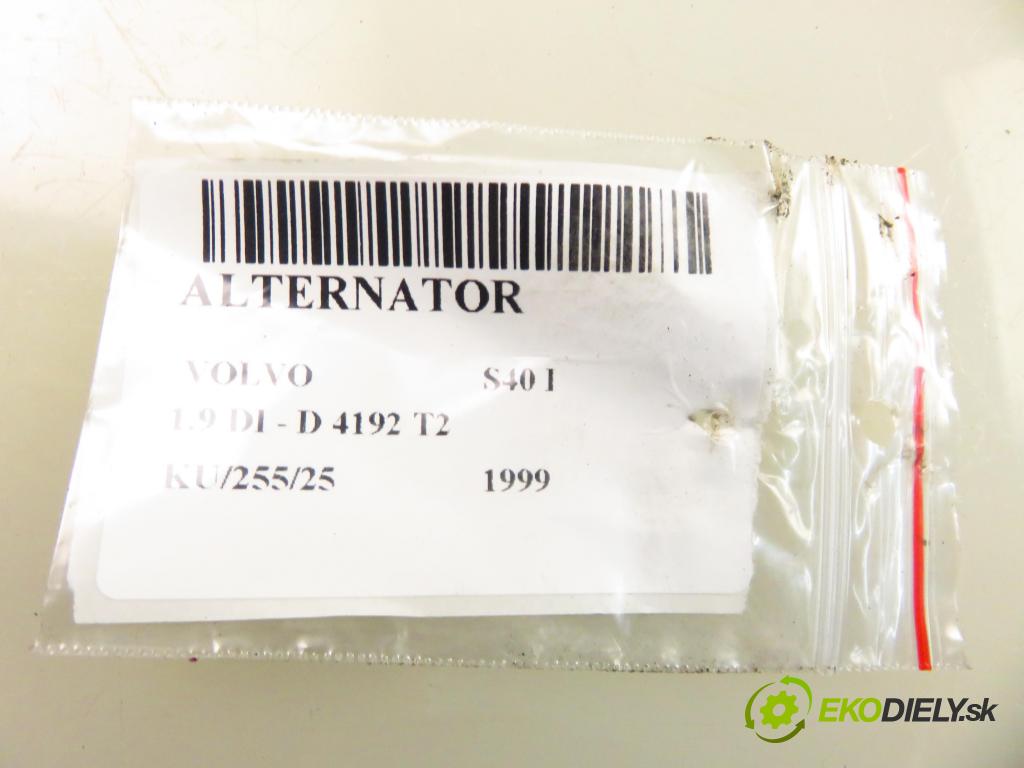 ALTERNATOR
VOLVO S40 I
1.9 DI - D 4192 T2
KU/255/25 1999
EKODIELY.sk